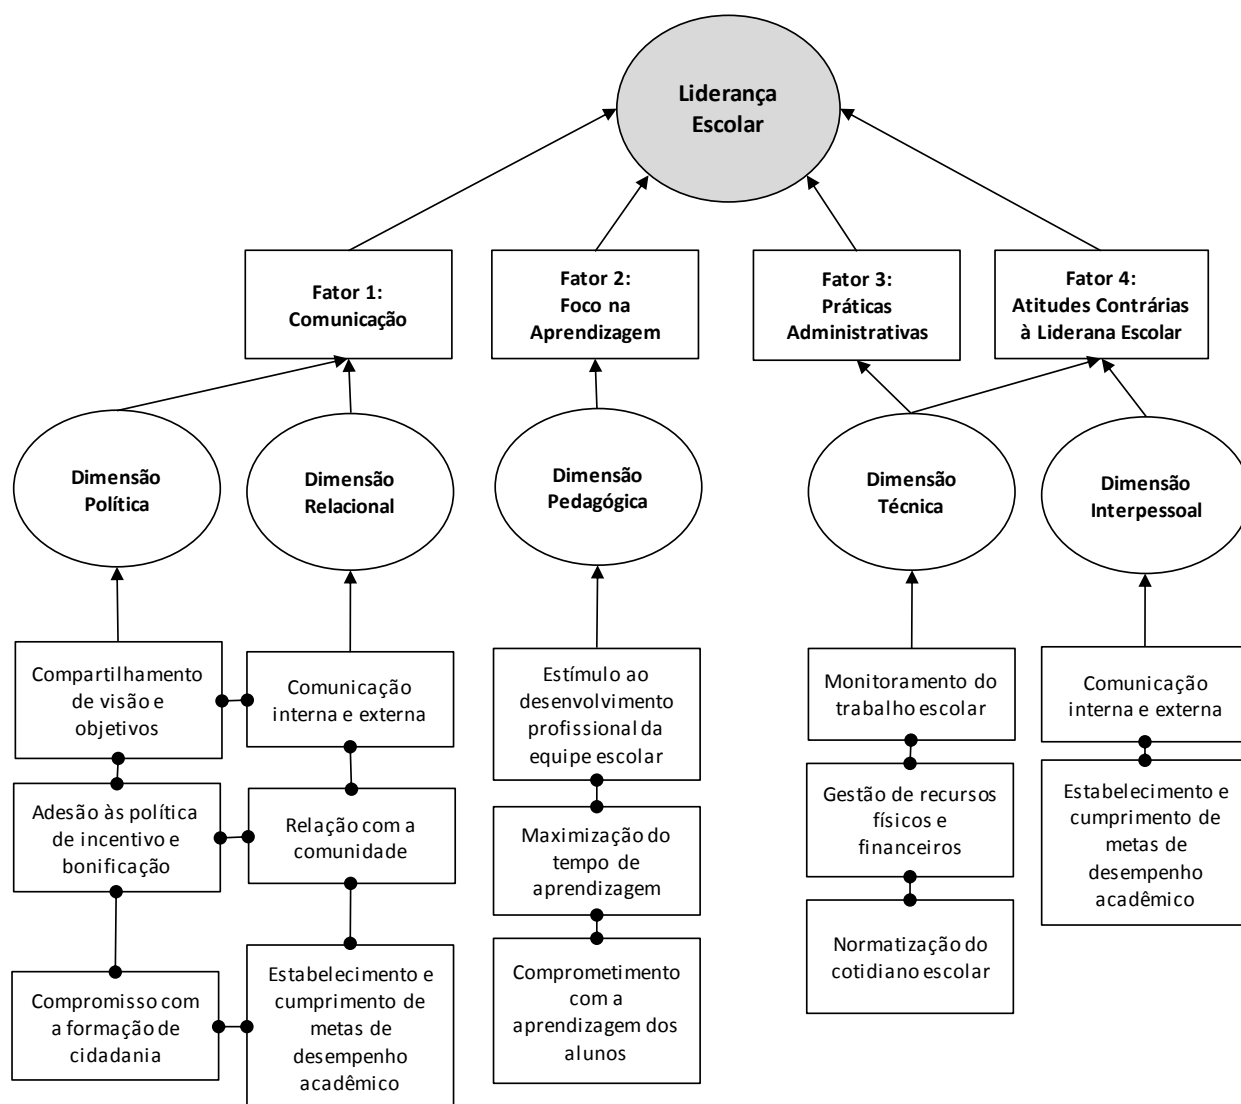 Liderança
Escolar
Fator 1:
Comunicação
Fator 2:
Foco na
Aprendizagem
Fator 3:
Práticas
Administrativas
Fator 4:
Atitudes Contrárias
à Liderana Escolar
Dimensão
Política
Dimensão
Relacional
Dimensão
Pedagógica
Dimensão
Técnica
Dimensão
Interpessoal
Compartilhamento
de visão e
objetivos
Comunicação
interna e externa
Estímulo ao
desenvolvimento
profissional da
equipe escolar
Monitoramento do
trabalho escolar
Comunicação
interna e externa
Adesão às política
de incentivo e
bonificação
Relação com a
comunidade
Maximização do
tempo de
aprendizagem
Gestão de recursos
físicos e
financeiros
Estabelecimento e
cumprimento de
metas de
desempenho
acadêmico
Compromisso com
a formação de
cidadania
Estabelecimento e
cumprimento de
metas de
desempenho
acadêmico
Comprometimento
com a
aprendizagem dos
alunos
Normatização do
cotidiano escolar